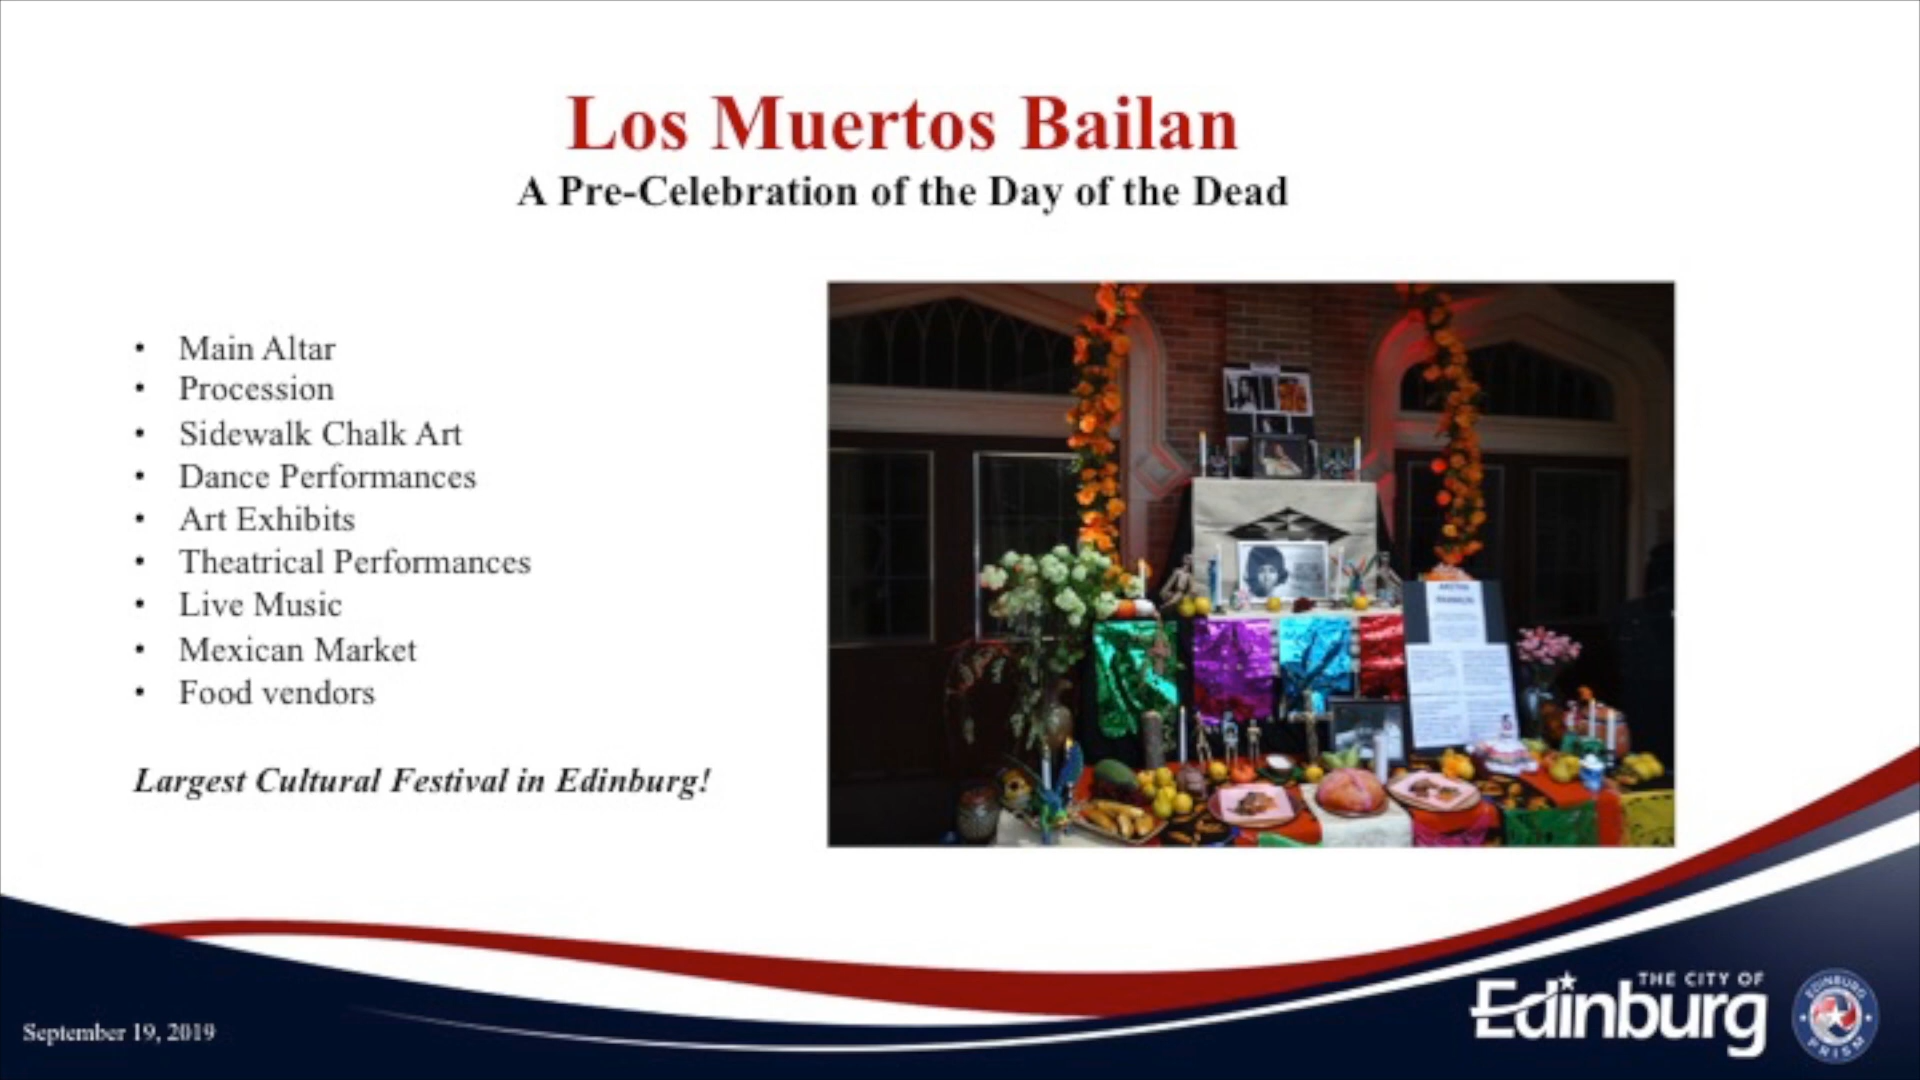 Los Muertos Bailan
A Pre-Celebration of the Day of the Dead
• Main Altar
• Procession
• Sidewalk Chalk Art
• Dance Performances
• Art Exhibits
• Theatrical Performances
• Live Music
• Mexican Market
• Food vendors
Largest Cultural Festival in Edinburg!
September 19, 2019
THE CITY OF
Edinburg
EDINBURG
PRISM